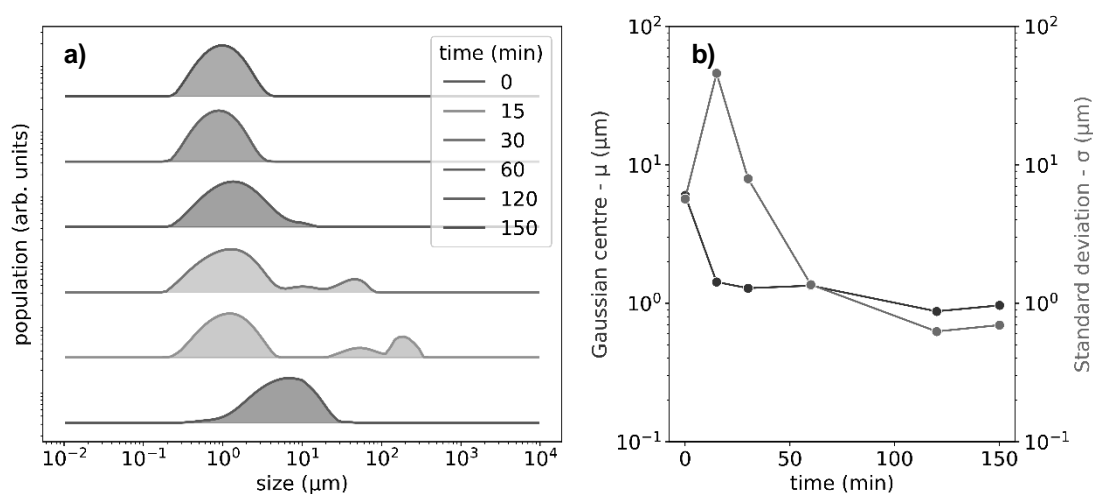 a)
time (min)
0
15
30
60
120
150
population (arb. units)
10⁻² 10⁻¹ 10⁰ 10¹ 10² 10³ 10⁴
size (μm)
b)
10²
10¹
10⁰
10⁻¹
Gaussian centre - μ (μm)
0 50 100 150
time (min)
10²
10¹
10⁰
10⁻¹
Standard deviation - σ (μm)